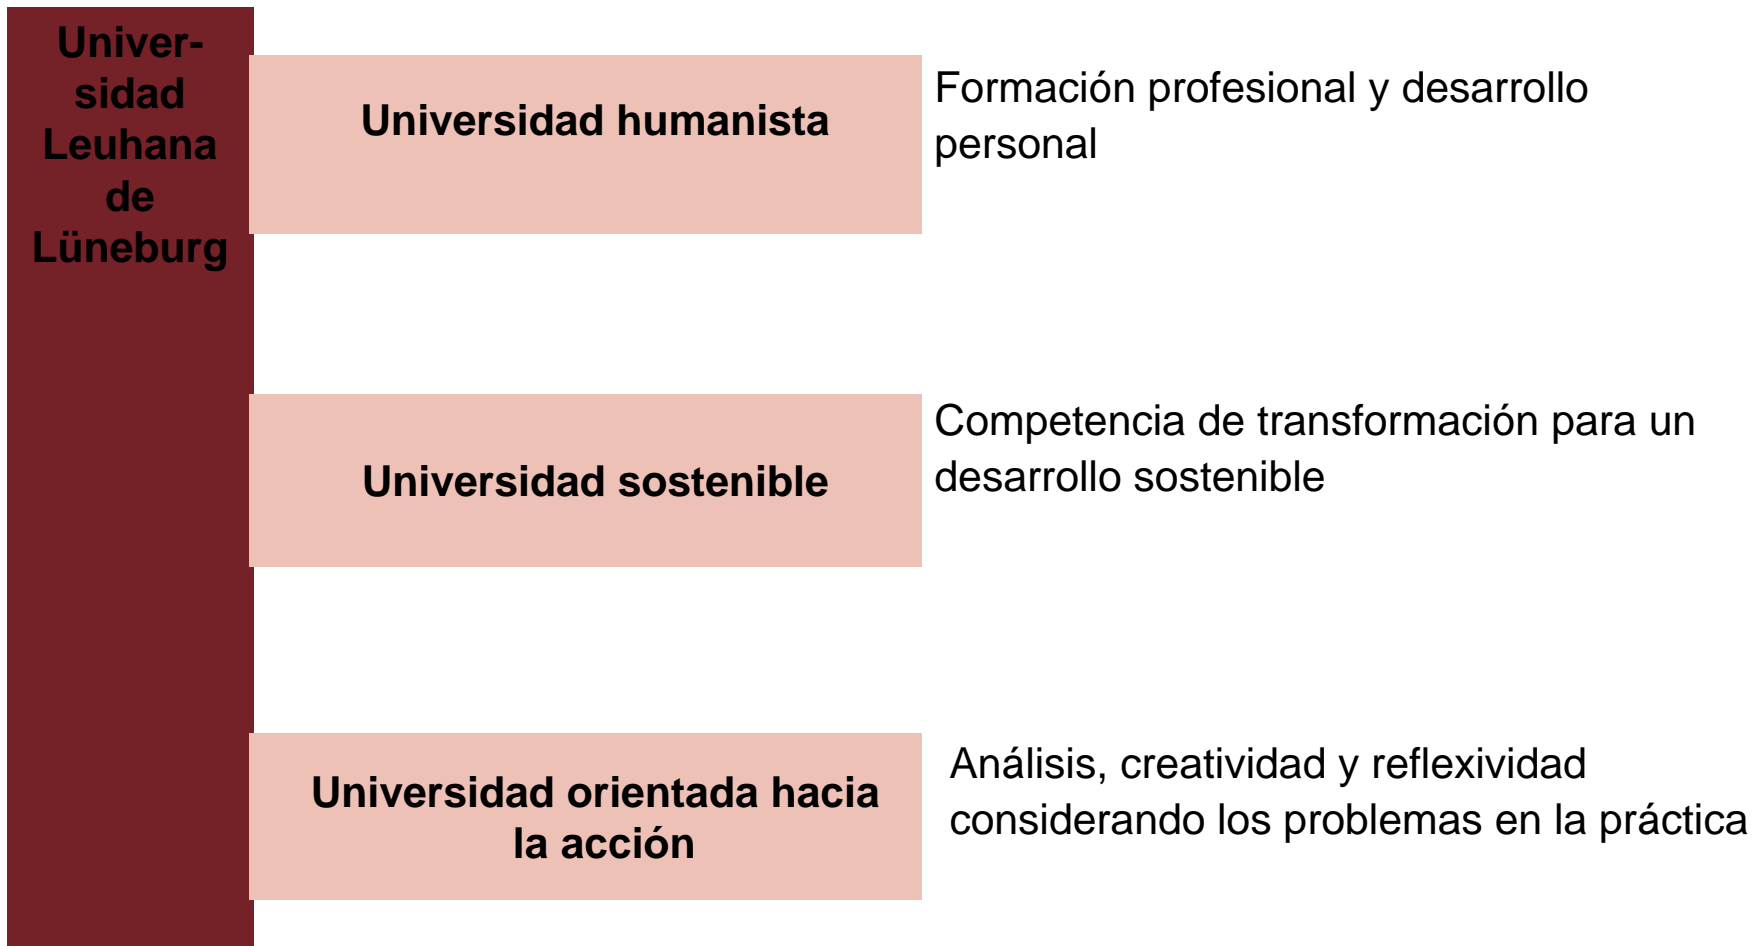 Univer-
sidad
Leuhana
de
Lüneburg
Universidad humanista
Formación profesional y desarrollo
personal
Universidad sostenible
Competencia de transformación para un
desarrollo sostenible
Universidad orientada hacia
la acción
Análisis, creatividad y reflexividad
considerando los problemas en la práctica